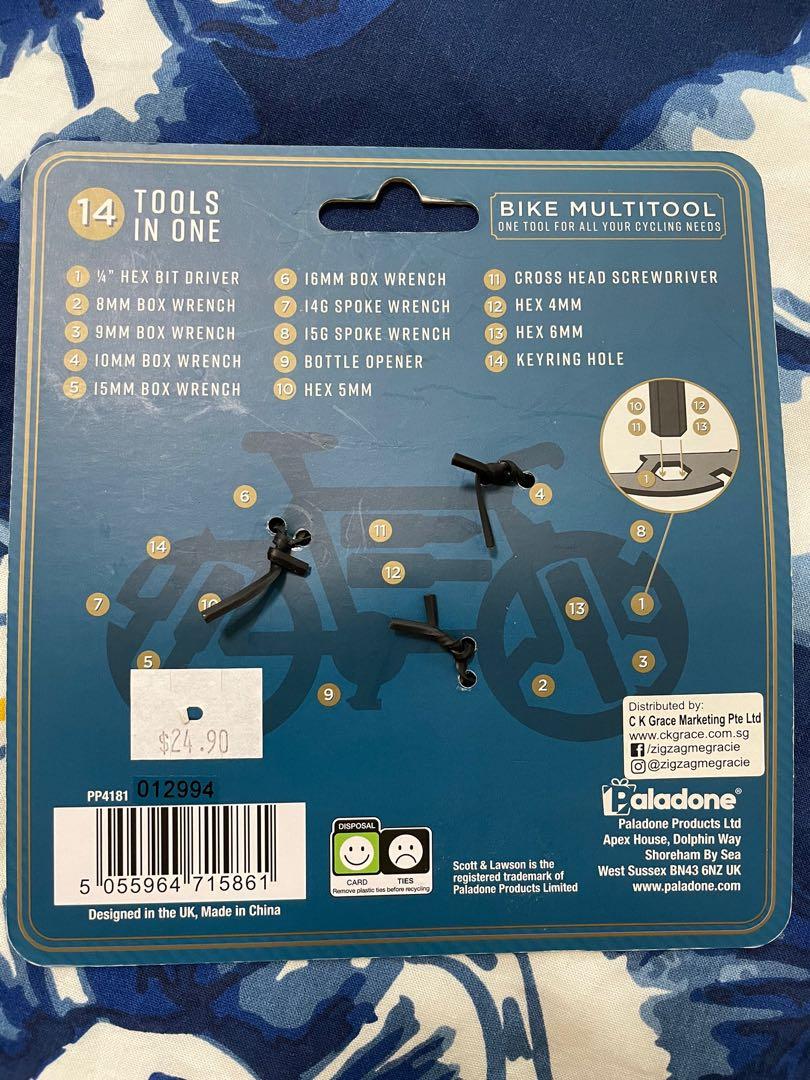 14 TOOLS
IN ONE
BIKE MULTITOOL
ONE TOOL FOR ALL YOUR CYCLING NEEDS
1 ¼" HEX BIT DRIVER
2 8MM BOX WRENCH
3 9MM BOX WRENCH
4 10MM BOX WRENCH
5 15MM BOX WRENCH
6 16MM BOX WRENCH
7 14G SPOKE WRENCH
8 15G SPOKE WRENCH
9 BOTTLE OPENER
10 HEX 5MM
11 CROSS HEAD SCREWDRIVER
12 HEX 4MM
13 HEX 6MM
14 KEYRING HOLE
10 12
11 13
1
6
4
11
8
14
12
7
10
13
1
5
3
9
2
$24.90
Distributed by:
C K Grace Marketing Pte Ltd
www.ckgrace.com.sg
f /zigzagmegracie
@zigzagmegracie
PP4181 012994
5 055964 715861
Designed in the UK, Made in China
DISPOSAL
CARD TIES
Remove plastic ties before recycling
Scott & Lawson is the
registered trademark of
Paladone Products Limited
Paladone®
Paladone Products Ltd
Apex House, Dolphin Way
Shoreham By Sea
West Sussex BN43 6NZ UK
www.paladone.com